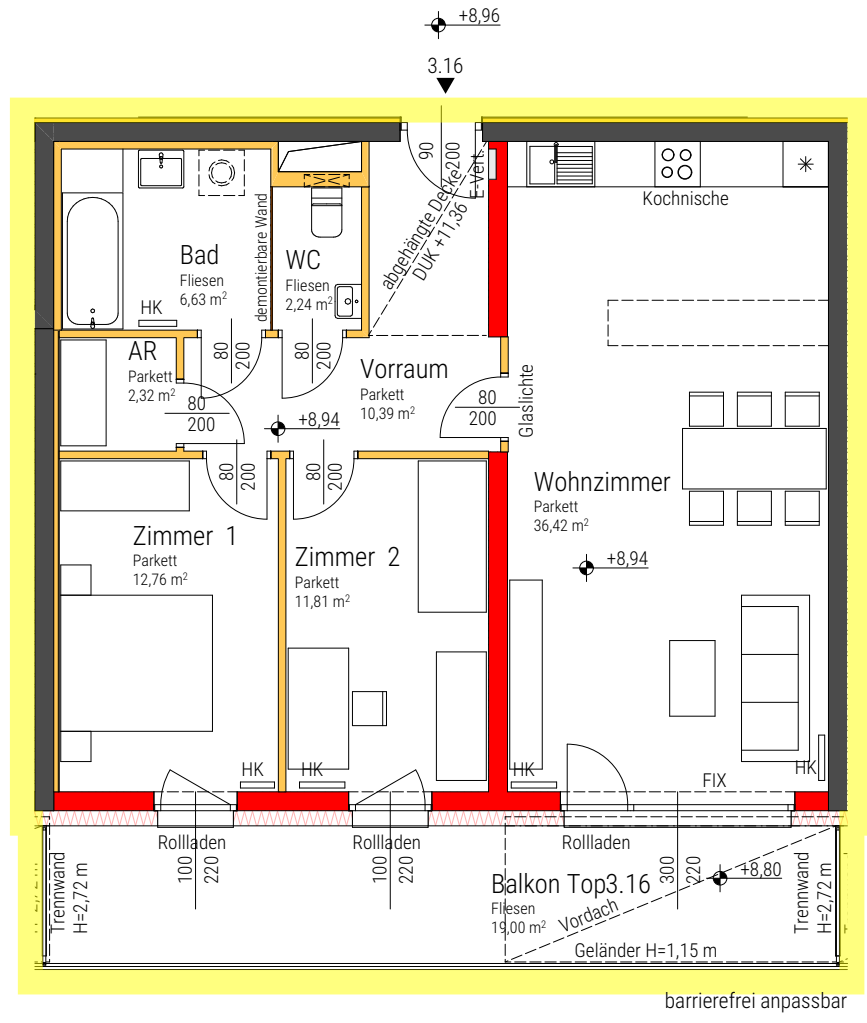 +8,96
3.16
90
200
E-Vert.
abgehängte Decke
DUK +11,36
Kochnische
Bad
Fliesen
6,63 m²
demontierbare Wand
WC
Fliesen
2,24 m²
HK
80
200
80
200
AR
Parkett
2,32 m²
Vorraum
Parkett
10,39 m²
80
200
80
200
Glaslichte
+8,94
80
200
80
200
Wohnzimmer
Parkett
36,42 m²
Zimmer 1
Parkett
12,76 m²
Zimmer 2
Parkett
11,81 m²
+8,94
HK
HK
HK
FIX
HK
Rollladen
Rollladen
Rollladen
100
220
100
220
300
220
Trennwand
H=2,72 m
Balkon Top3.16
Fliesen
19,00 m²
Vordach
+8,80
Trennwand
H=2,72 m
Geländer H=1,15 m
barrierefrei anpassbar